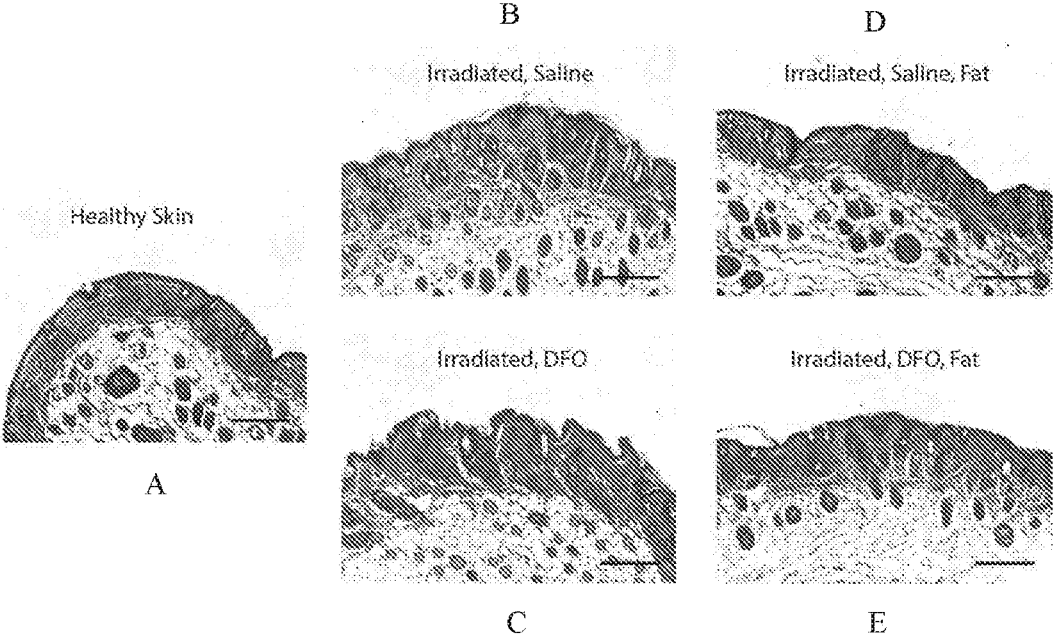 B
D
Irradiated, Saline
Irradiated, Saline, Fat
Healthy Skin
Irradiated, DFO
Irradiated, DFO, Fat
A
C
E